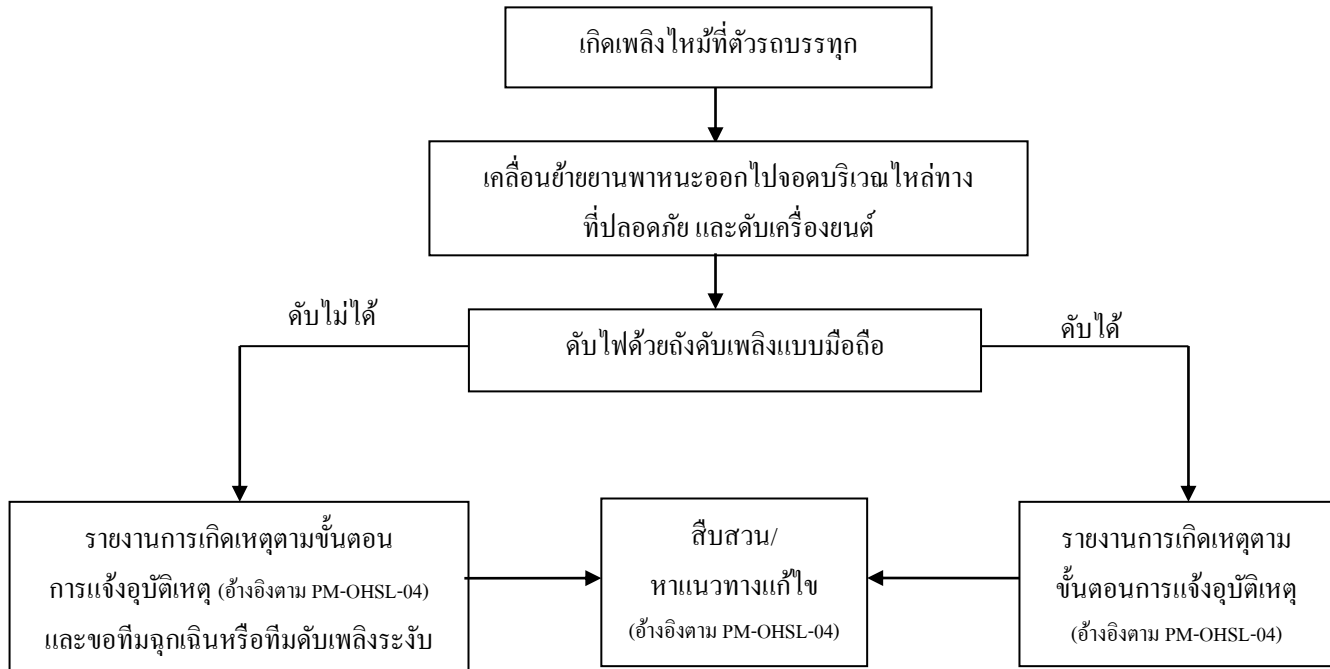 เกิดเพลิงไหม้ที่ตัวรถบรรทุก
เคลื่อนย้ายยานพาหนะออกไปจอดบริเวณไหล่ทาง
ที่ปลอดภัย และดับเครื่องยนต์
ดับไม่ได้
ดับไฟด้วยถังดับเพลิงแบบมือถือ
ดับได้
รายงานการเกิดเหตุตามขั้นตอน
การแจ้งอุบัติเหตุ (อ้างอิงตาม PM-OHSL-04)
และขอทีมฉุกเฉินหรือทีมดับเพลิงระงับ
สืบสวน/
หาแนวทางแก้ไข
(อ้างอิงตาม PM-OHSL-04)
รายงานการเกิดเหตุตาม
ขั้นตอนการแจ้งอุบัติเหตุ
(อ้างอิงตาม PM-OHSL-04)